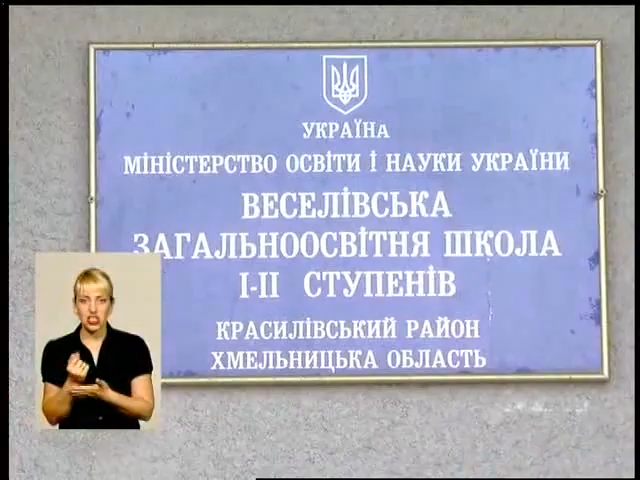 УКРАЇНА
МІНІСТЕРСТВО ОСВІТИ І НАУКИ УКРАЇНИ
ВЕСЕЛІВСЬКА
ЗАГАЛЬНООСВІТНЯ ШКОЛА
І-ІІ СТУПЕНІВ
КРАСИЛІВСЬКИЙ РАЙОН
ХМЕЛЬНИЦЬКА ОБЛАСТЬ